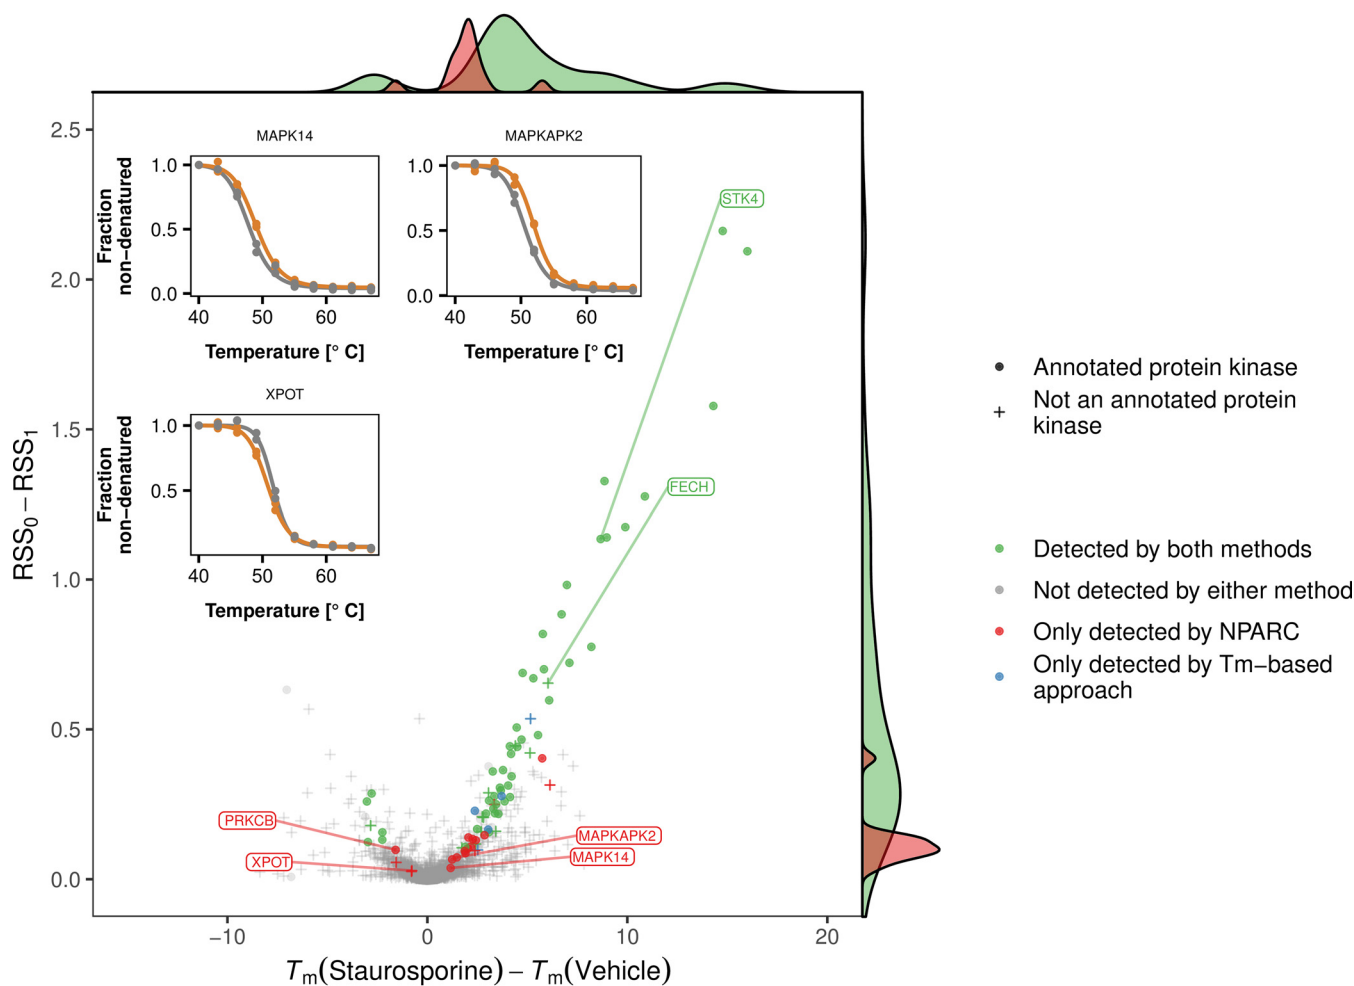 2.5
2.0
1.5
1.0
0.5
0.0
RSS0 − RSS1
−10
0
10
20
Tm(Staurosporine) − Tm(Vehicle)
MAPK14
1.0
0.5
0.0
Fraction
non−denatured
40
50
60
Temperature [° C]
MAPKAPK2
1.0
0.5
0.0
40
50
60
Temperature [° C]
XPOT
1.0
0.5
Fraction
non−denatured
40
50
60
Temperature [° C]
STK4
FECH
PRKCB
XPOT
MAPKAPK2
MAPK14
Annotated protein kinase
Not an annotated protein
kinase
Detected by both methods
Not detected by either method
Only detected by NPARC
Only detected by Tm−based
approach